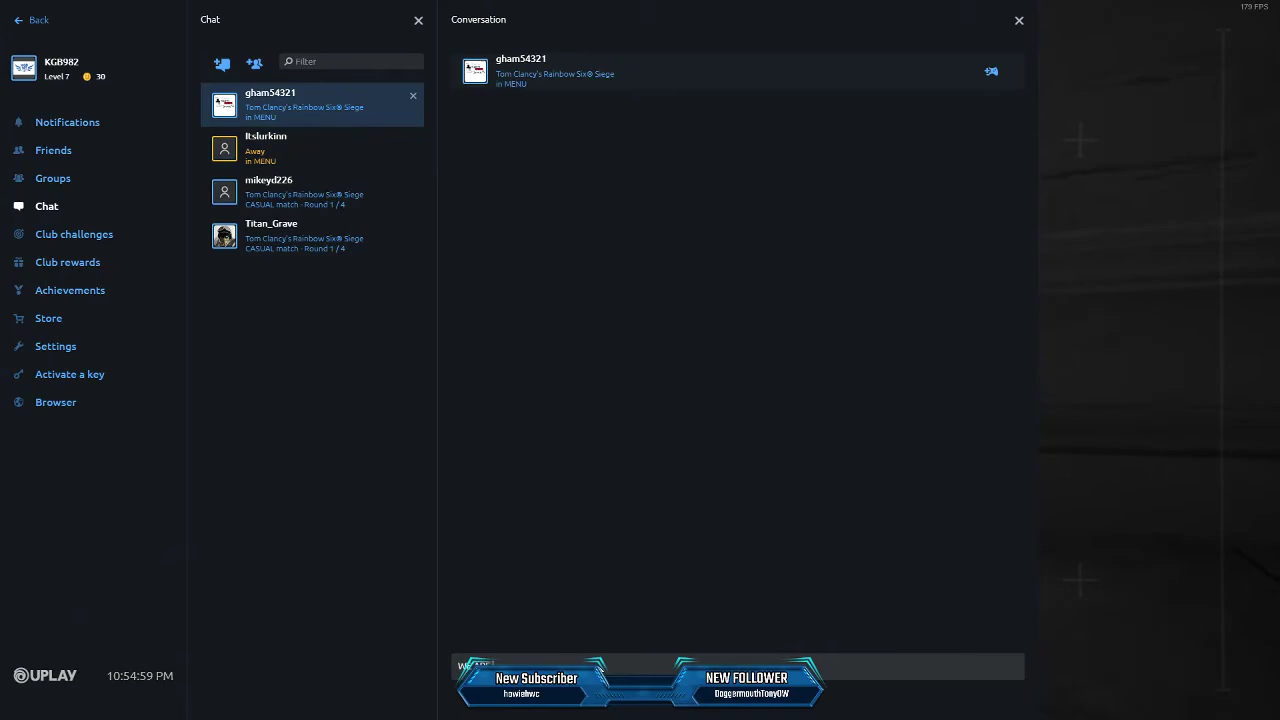 179 FPS
Back
KGB982
Level 7 30
Notifications
Friends
Groups
Chat
Club challenges
Club rewards
Achievements
Store
Settings
Activate a key
Browser
UPLAY
10:54:59 PM
Chat
Filter
gham54321
Tom Clancy's Rainbow Six® Siege
in MENU
Itslurkinn
Away
in MENU
mikeyd226
Tom Clancy's Rainbow Six® Siege
CASUAL match - Round 1 / 4
Titan_Grave
Tom Clancy's Rainbow Six® Siege
CASUAL match - Round 1 / 4
Conversation
gham54321
Tom Clancy's Rainbow Six® Siege
in MENU
New Subscriber
howiehwc
NEW FOLLOWER
DaggermouthTonyOW